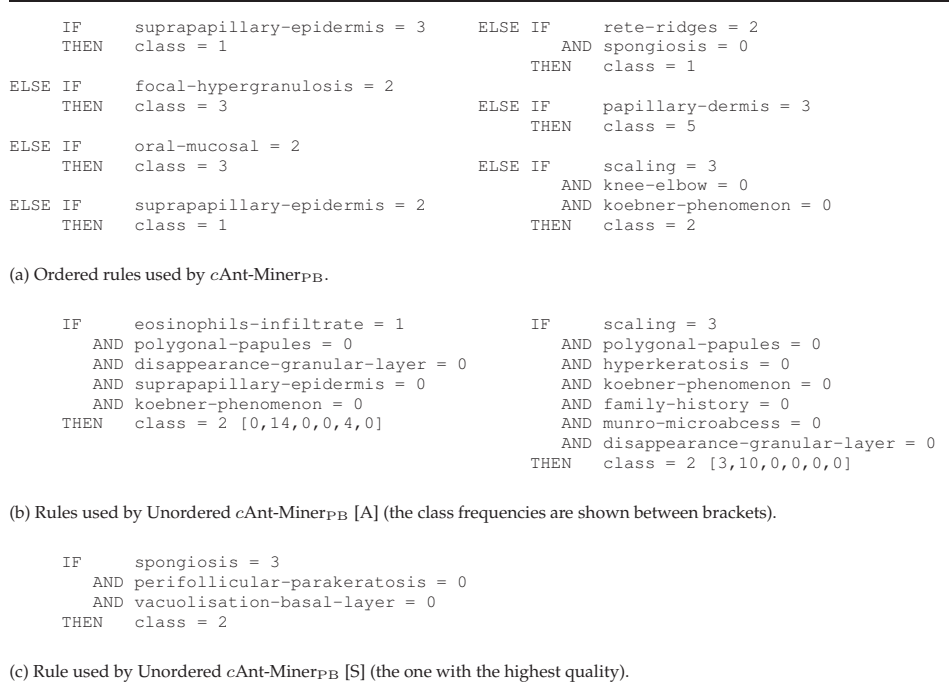 IF suprapapillary-epidermis = 3
THEN class = 1
ELSE IF focal-hypergranulosis = 2
THEN class = 3
ELSE IF oral-mucosal = 2
THEN class = 3
ELSE IF suprapapillary-epidermis = 2
THEN class = 1
ELSE IF rete-ridges = 2
AND spongiosis = 0
THEN class = 1
ELSE IF papillary-dermis = 3
THEN class = 5
ELSE IF scaling = 3
AND knee-elbow = 0
AND koebner-phenomenon = 0
THEN class = 2
(a) Ordered rules used by cAnt-MinerPB.
IF eosinophils-infiltrate = 1
AND polygonal-papules = 0
AND disappearance-granular-layer = 0
AND suprapapillary-epidermis = 0
AND koebner-phenomenon = 0
THEN class = 2 [0,14,0,0,4,0]
IF scaling = 3
AND polygonal-papules = 0
AND hyperkeratosis = 0
AND koebner-phenomenon = 0
AND family-history = 0
AND munro-microabcess = 0
AND disappearance-granular-layer = 0
THEN class = 2 [3,10,0,0,0,0]
(b) Rules used by Unordered cAnt-MinerPB [A] (the class frequencies are shown between brackets).
IF spongiosis = 3
AND perifollicular-parakeratosis = 0
AND vacuolisation-basal-layer = 0
THEN class = 2
(c) Rule used by Unordered cAnt-MinerPB [S] (the one with the highest quality).